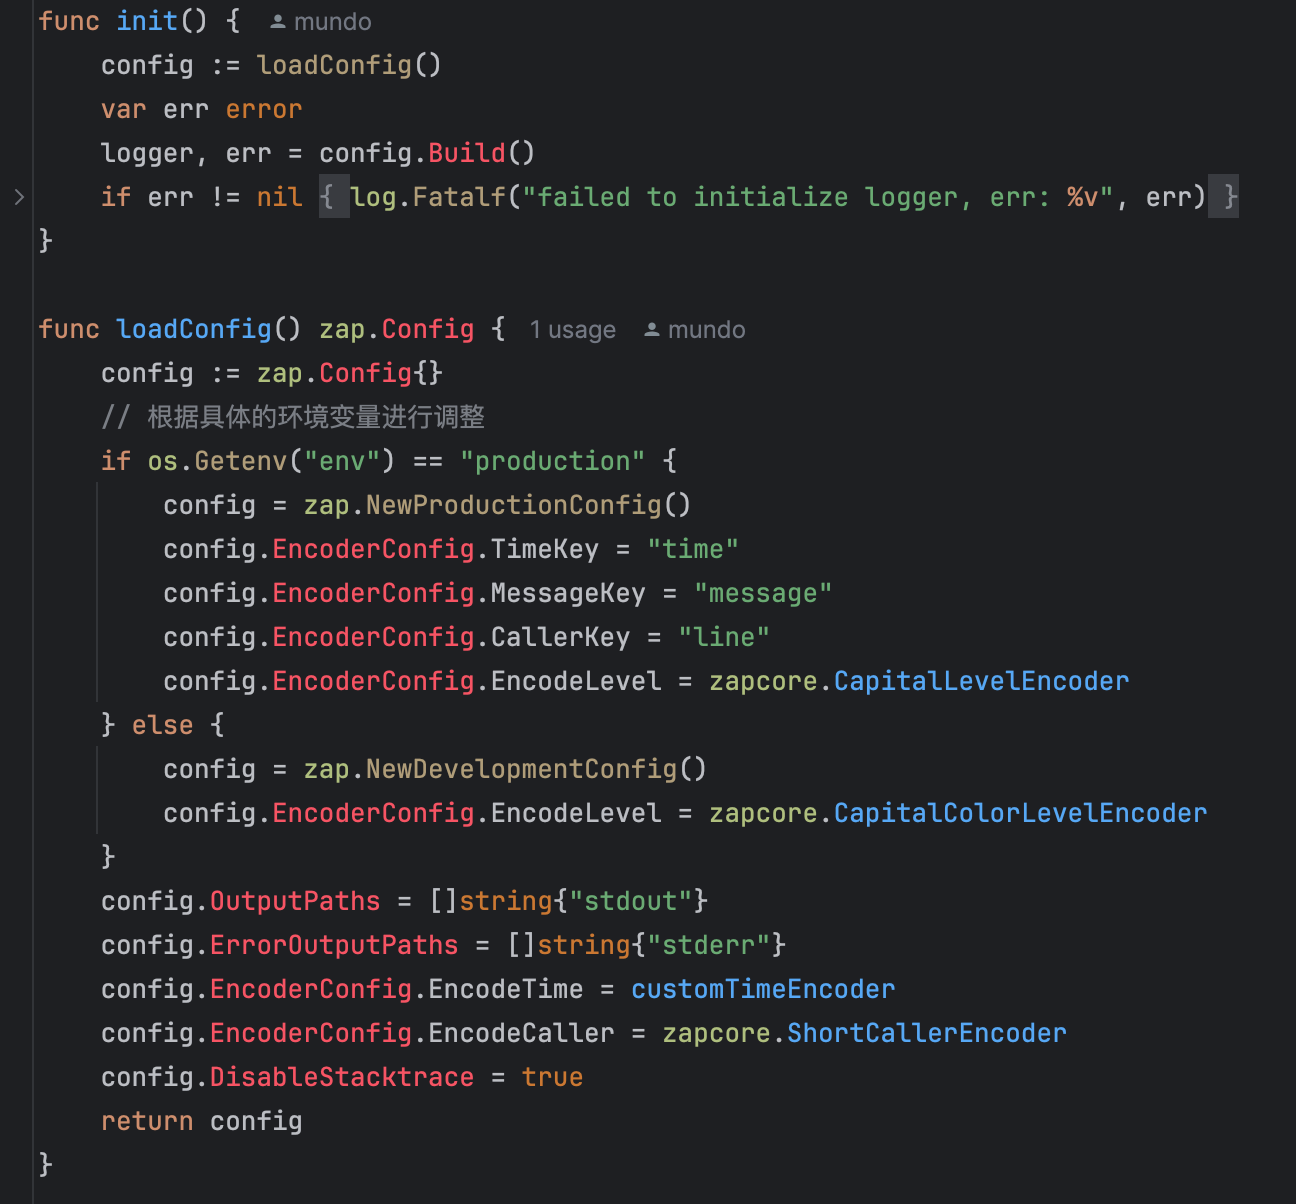 func init() { mundo
    config := loadConfig()
    var err error
    logger, err = config.Build()
    if err != nil { log.Fatalf("failed to initialize logger, err: %v", err) }
}

func loadConfig() zap.Config { 1 usage mundo
    config := zap.Config{}
    // 根据具体的环境变量进行调整
    if os.Getenv("env") == "production" {
        config = zap.NewProductionConfig()
        config.EncoderConfig.TimeKey = "time"
        config.EncoderConfig.MessageKey = "message"
        config.EncoderConfig.CallerKey = "line"
        config.EncoderConfig.EncodeLevel = zapcore.CapitalLevelEncoder
    } else {
        config = zap.NewDevelopmentConfig()
        config.EncoderConfig.EncodeLevel = zapcore.CapitalColorLevelEncoder
    }
    config.OutputPaths = []string{"stdout"}
    config.ErrorOutputPaths = []string{"stderr"}
    config.EncoderConfig.EncodeTime = customTimeEncoder
    config.EncoderConfig.EncodeCaller = zapcore.ShortCallerEncoder
    config.DisableStacktrace = true
    return config
}